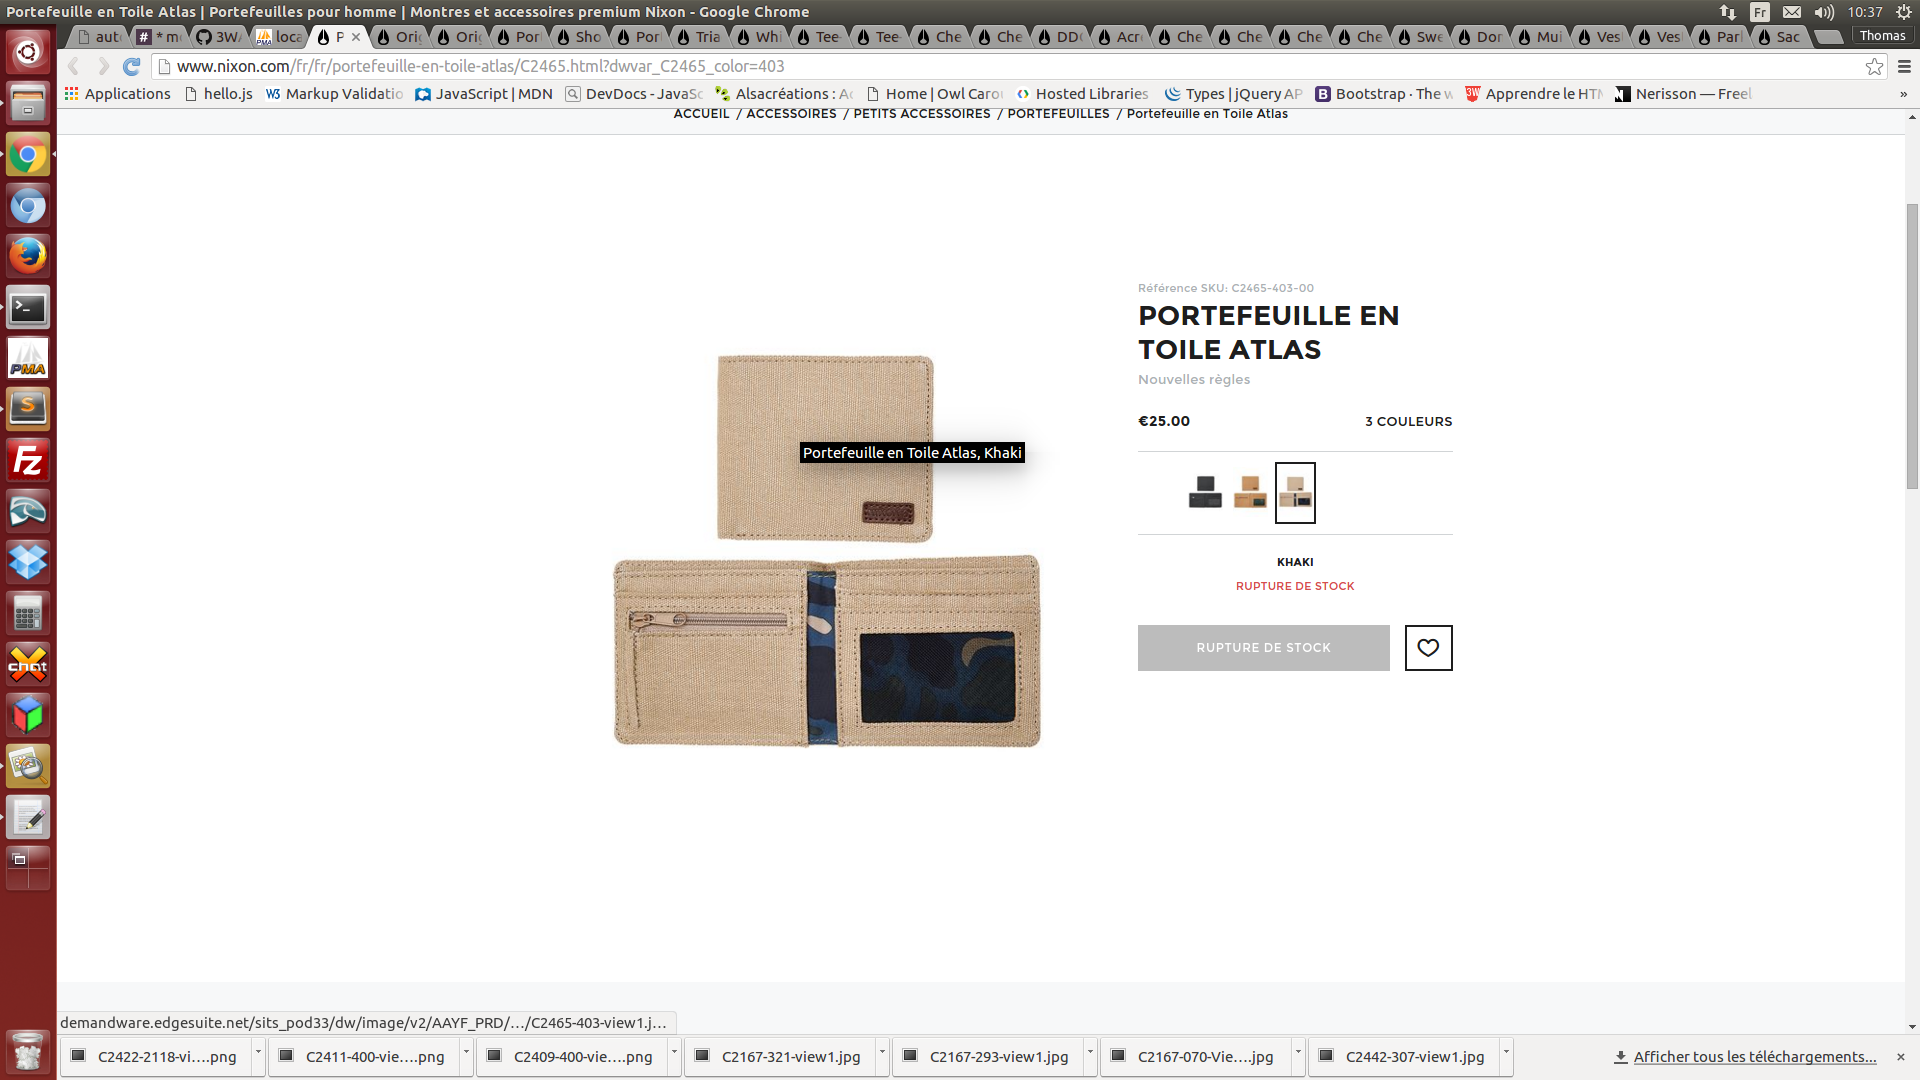 Portefeuille en Toile Atlas | Portefeuilles pour homme | Montres et accessoires premium Nixon - Google Chrome
Fr
10:37
aut
* m
3WA
loca
P
Ori
Ori
Por
Sho
Por
Tria
Whi
Tee-
Tee
Che
Che
DDC
Acr
Che
Che
Che
Che
Swe
Dor
Mui
Ves
Vesl
Parl
Sac
Thomas
www.nixon.com/fr/fr/portefeuille-en-toile-atlas/C2465.html?dwvar_C2465_color=403
Applications
hello.js
Markup Validatio
JavaScript | MDN
DevDocs - JavaSc
Alsacréations : Ac
Home | Owl Carou
Hosted Libraries
Types | jQuery AP
Bootstrap · The w
Apprendre le HTM
Nerisson — Freel
»
ACCUEIL / ACCESSOIRES / PETITS ACCESSOIRES / PORTEFEUILLES / Portefeuille en Toile Atlas
Référence SKU: C2465-403-00
PORTEFEUILLE EN
TOILE ATLAS
Nouvelles règles
€25.00
3 COULEURS
Portefeuille en Toile Atlas, Khaki
KHAKI
RUPTURE DE STOCK
RUPTURE DE STOCK
PMA
S
Fz
chat
demandware.edgesuite.net/sits_pod33/dw/image/v2/AAYF_PRD/.../C2465-403-view1.j...
C2422-2118-vi....png
C2411-400-vie....png
C2409-400-vie....png
C2167-321-view1.jpg
C2167-293-view1.jpg
C2167-070-Vie....jpg
C2442-307-view1.jpg
Afficher tous les téléchargements...